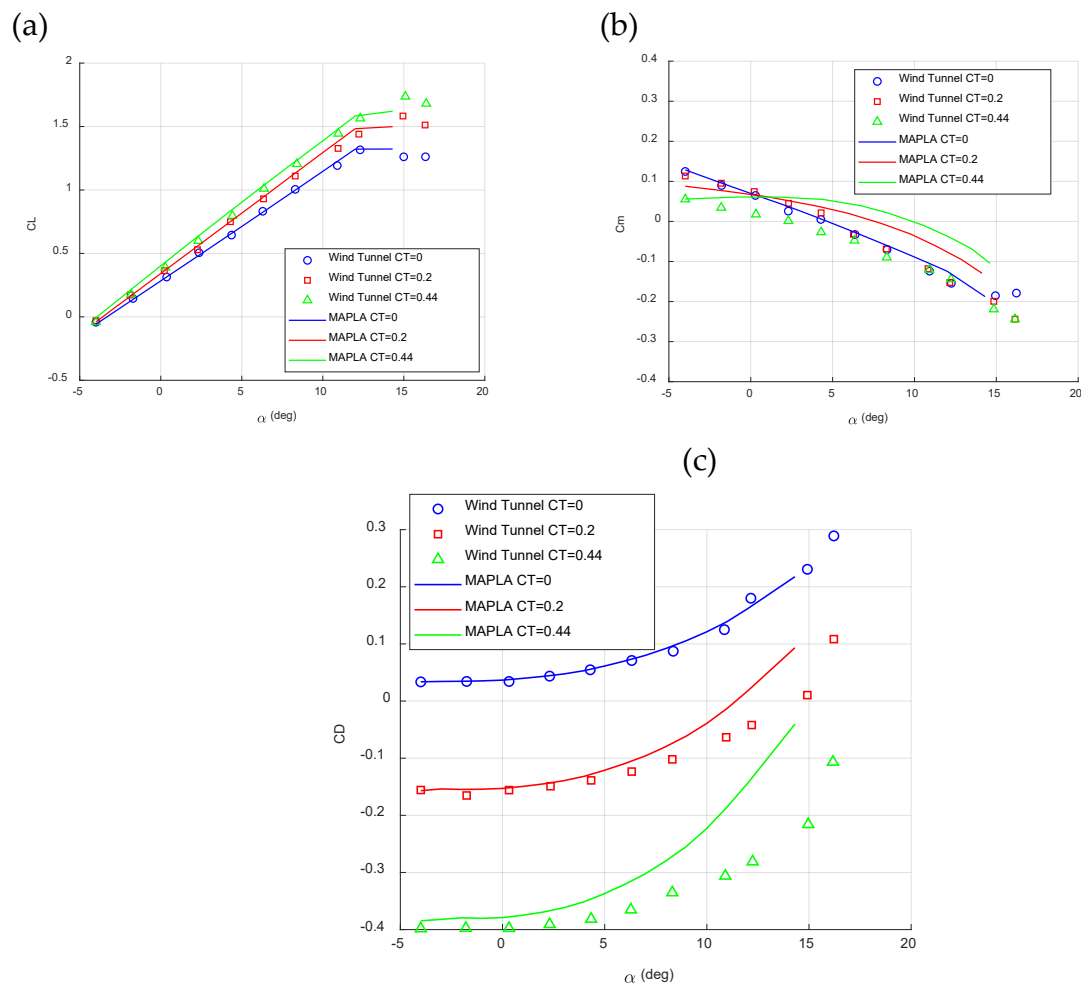 (a)
2
1.5
1
0.5
0
-0.5
CL
-5
0
5
10
15
20
α (deg)
Wind Tunnel CT=0
Wind Tunnel CT=0.2
Wind Tunnel CT=0.44
MAPLA CT=0
MAPLA CT=0.2
MAPLA CT=0.44
(b)
0.4
0.3
0.2
0.1
0
-0.1
-0.2
-0.3
-0.4
Cm
-5
0
5
10
15
20
α (deg)
Wind Tunnel CT=0
Wind Tunnel CT=0.2
Wind Tunnel CT=0.44
MAPLA CT=0
MAPLA CT=0.2
MAPLA CT=0.44
(c)
Wind Tunnel CT=0
Wind Tunnel CT=0.2
Wind Tunnel CT=0.44
MAPLA CT=0
MAPLA CT=0.2
MAPLA CT=0.44
0.3
0.2
0.1
0
-0.1
-0.2
-0.3
-0.4
CD
-5
0
5
10
15
20
α (deg)